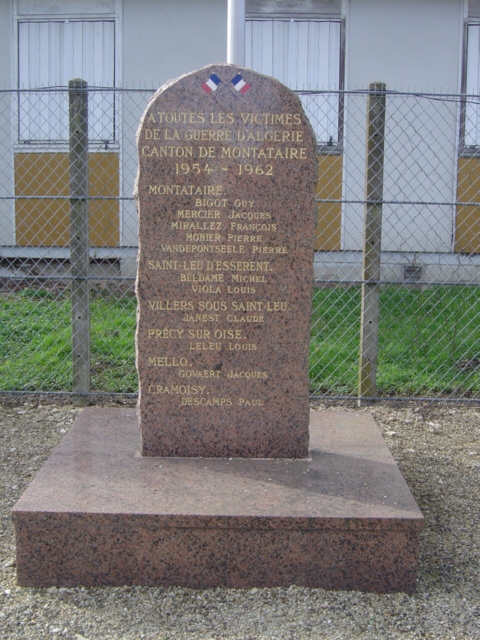 A TOUTES LES VICTIMES
DE LA GUERRE D'ALGERIE
CANTON DE MONTATAIRE
1954 - 1962
MONTATAIRE.
BIGOT GUY
MERCIER JACQUES
MIRALLEZ FRANÇOIS
MOHIER PIERRE
VANDEPONTSEELE PIERRE
SAINT-LEU D'ESSERENT.
BELDAME MICHEL
VIOLA LOUIS
VILLERS SOUS SAINT-LEU.
JANEST CLAUDE
PRÉCY SUR OISE.
LELEU LOUIS
MELLO.
GOVAERT JACQUES
CRAMOISY.
DESCAMPS PAUL